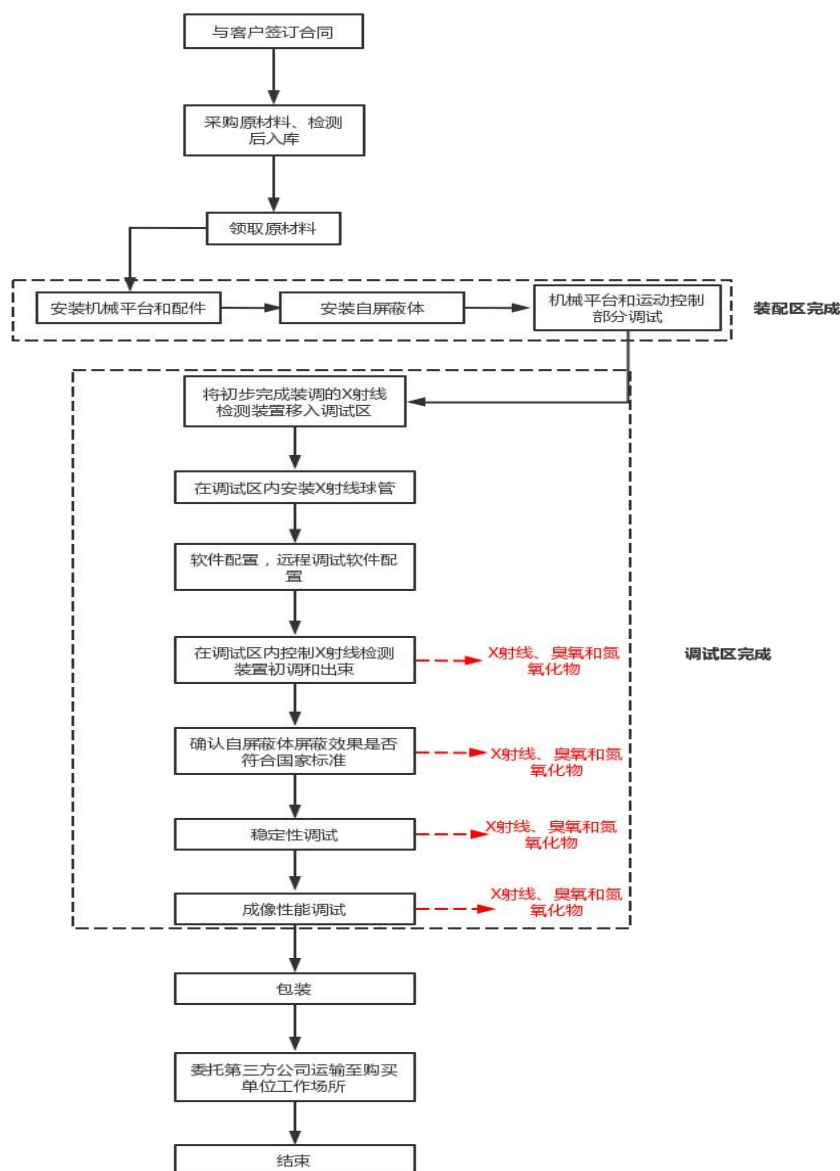 与客户签订合同
采购原材料、检测
后入库
领取原材料
安装机械平台和配件
安装自屏蔽体
机械平台和运动控制
部分调试
装配区完成
将初步完成装调的X射线
检测装置移入调试区
在调试区内安装X射线球管
软件配置，远程调试软件配
置
在调试区内控制X射线检测
装置初调和出束
X射线、臭氧和氮
氧化物
调试区完成
确认自屏蔽体屏蔽效果是否
符合国家标准
X射线、臭氧和氮
氧化物
稳定性调试
X射线、臭氧和氮
氧化物
成像性能调试
X射线、臭氧和氮
氧化物
包装
委托第三方公司运输至购买
单位工作场所
结束